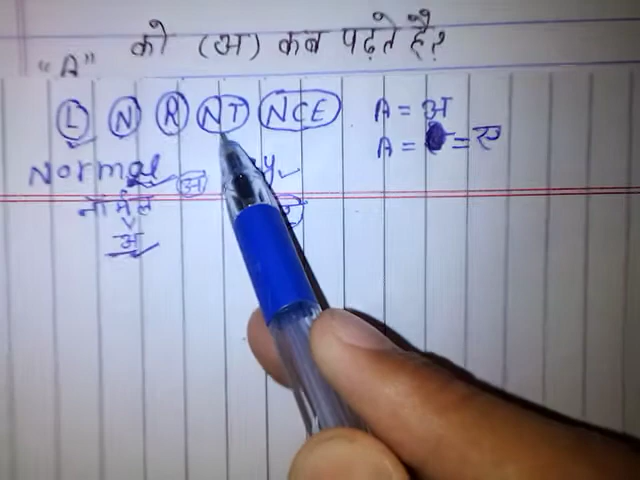 "A" को (अ) कब पढ़ते है?
L N R NT NCE A = अ
A = = ए
Normal अ y
नॉर्मल
अ